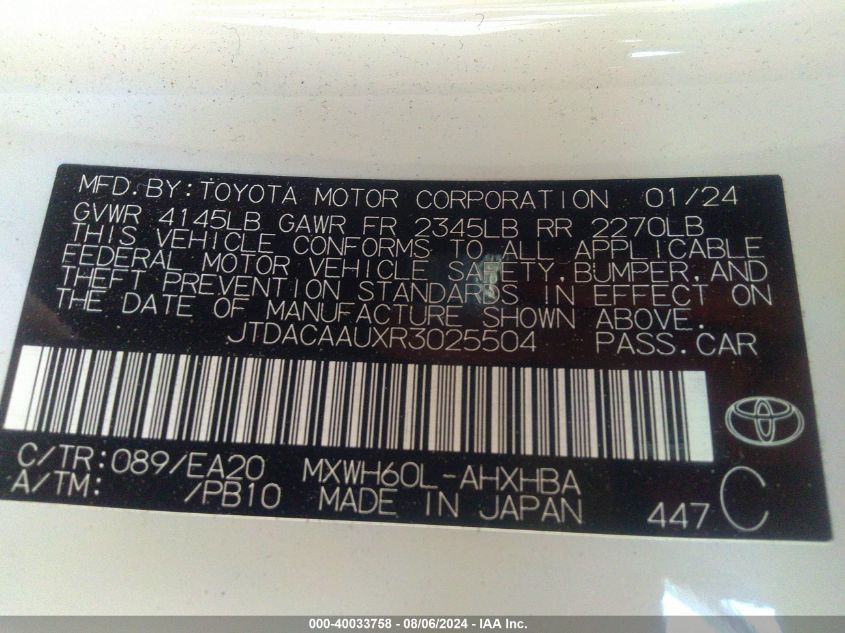 MFD.BY:TOYOTA MOTOR CORPORATION 01/24
GVWR 4145LB GAWR FR 2345LB RR 2270LB
THIS VEHICLE CONFORMS TO ALL APPLICABLE
FEDERAL MOTOR VEHICLE SAFETY,BUMPER,AND
THEFT PREVENTION STANDARDS IN EFFECT ON
THE DATE OF MANUFACTURE SHOWN ABOVE.
JTDACAAUXR3025504 PASS.CAR
C/TR:089/EA20 MXWH60L-AHXHBA
A/TM: /PB10 MADE IN JAPAN 447 C
000-40033758 - 08/06/2024 - IAA Inc.